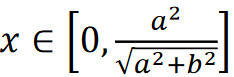 x ∈ [0, a²/√(a²+b²)]